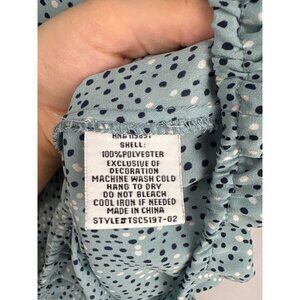 SHELL:
100%POLYESTER
EXCLUSIVE OF
DECORATION
MACHINE WASH COLD
HANG TO DRY
DO NOT BLEACH
COOL IRON IF NEEDED
MADE IN CHINA
STYLE#TSC5197-02